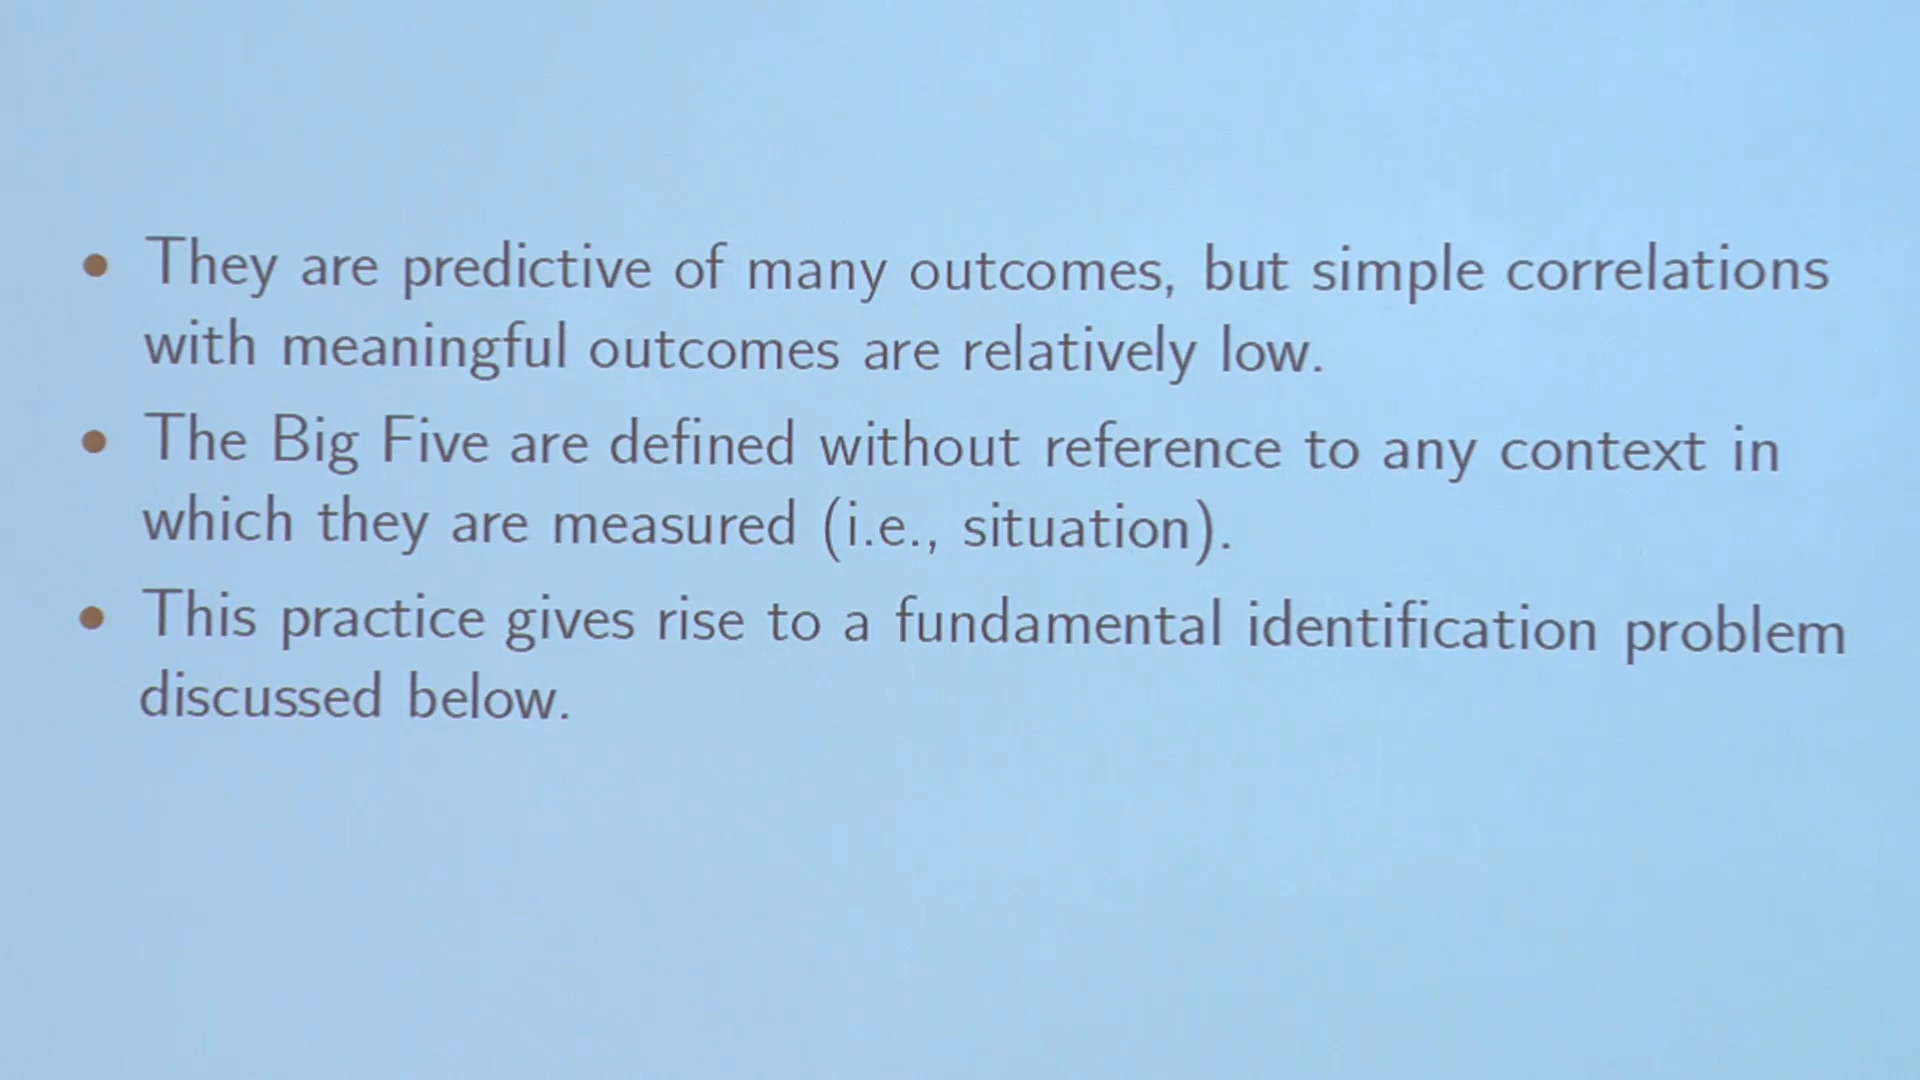 • They are predictive of many outcomes, but simple correlations
with meaningful outcomes are relatively low.
• The Big Five are defined without reference to any context in
which they are measured (i.e., situation).
• This practice gives rise to a fundamental identification problem
discussed below.